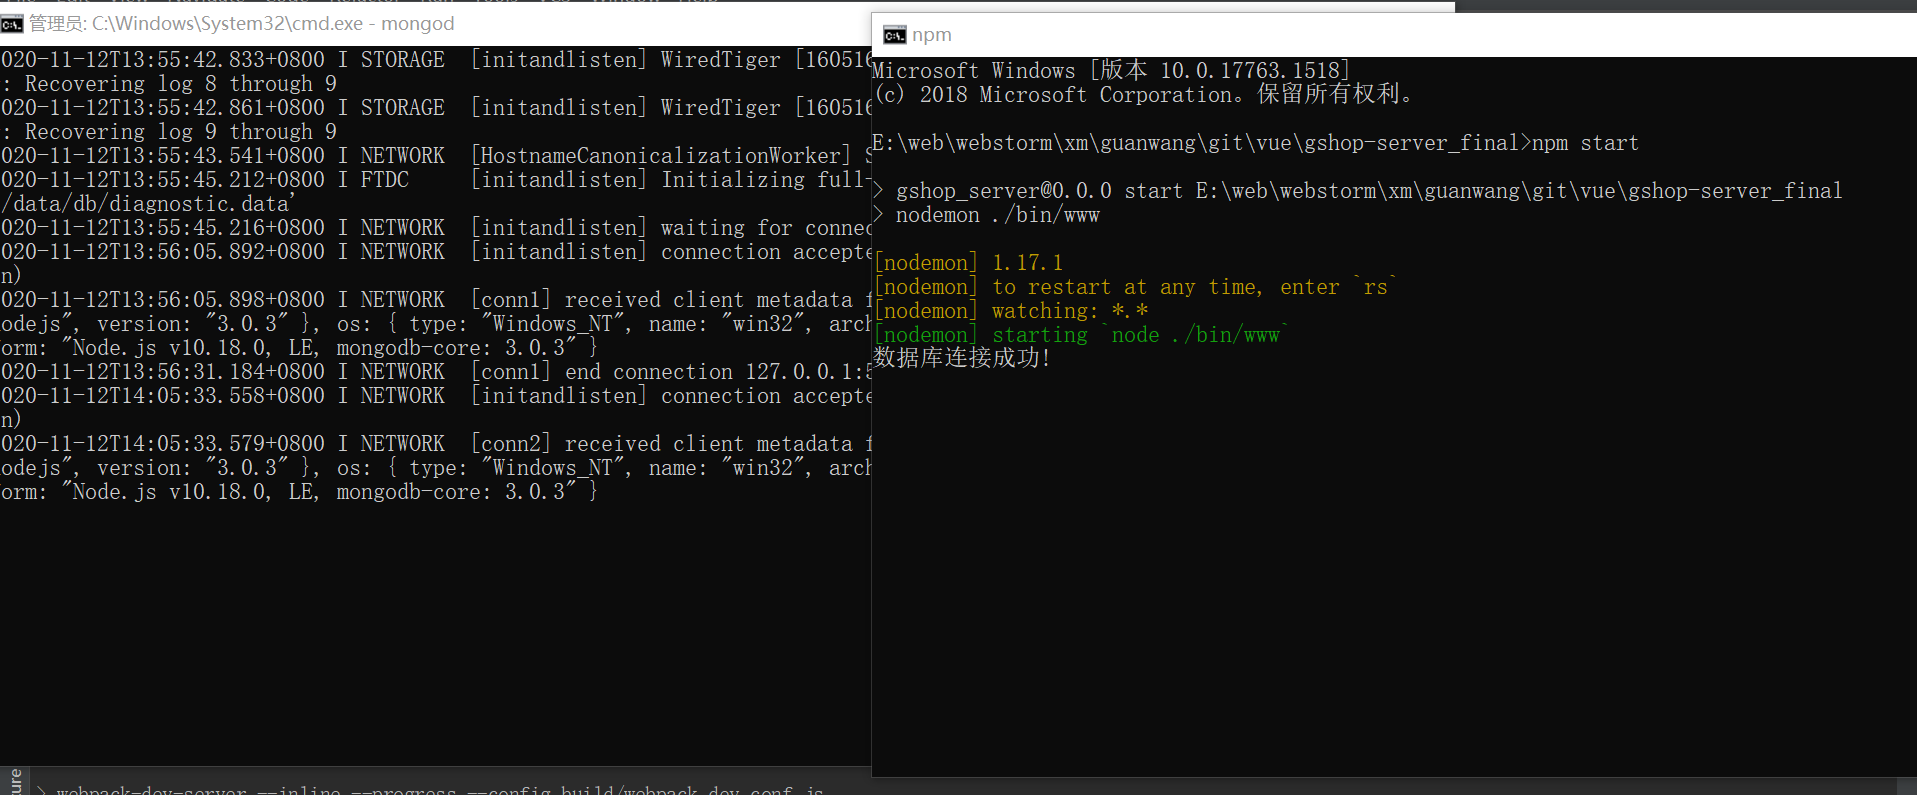 管理员: C:\Windows\System32\cmd.exe - mongod
020-11-12T13:55:42.833+0800 I STORAGE  [initandlisten] WiredTiger [160516
: Recovering log 8 through 9
020-11-12T13:55:42.861+0800 I STORAGE  [initandlisten] WiredTiger [160516
: Recovering log 9 through 9
020-11-12T13:55:43.541+0800 I NETWORK  [HostnameCanonicalizationWorker] S
020-11-12T13:55:45.212+0800 I FTDC     [initandlisten] Initializing full-
/data/db/diagnostic.data'
020-11-12T13:55:45.216+0800 I NETWORK  [initandlisten] waiting for connec
020-11-12T13:56:05.892+0800 I NETWORK  [initandlisten] connection accepte
n)
020-11-12T13:56:05.898+0800 I NETWORK  [conn1] received client metadata f
odejs", version: "3.0.3" }, os: { type: "Windows_NT", name: "win32", arch
orm: "Node.js v10.18.0, LE, mongodb-core: 3.0.3" }
020-11-12T13:56:31.184+0800 I NETWORK  [conn1] end connection 127.0.0.1:5
020-11-12T14:05:33.558+0800 I NETWORK  [initandlisten] connection accepte
n)
020-11-12T14:05:33.579+0800 I NETWORK  [conn2] received client metadata f
odejs", version: "3.0.3" }, os: { type: "Windows_NT", name: "win32", arch
orm: "Node.js v10.18.0, LE, mongodb-core: 3.0.3" }
npm
Microsoft Windows [版本 10.0.17763.1518]
(c) 2018 Microsoft Corporation。保留所有权利。
E:\web\webstorm\xm\guanwang\git\vue\gshop-server_final>npm start
> gshop_server@0.0.0 start E:\web\webstorm\xm\guanwang\git\vue\gshop-server_final
> nodemon ./bin/www
[nodemon] 1.17.1
[nodemon] to restart at any time, enter `rs`
[nodemon] watching: *.*
[nodemon] starting `node ./bin/www`
数据库连接成功!
ture
> webpack-dev-server --inline --progress --config build/webpack.dev.conf.js